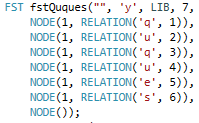 FST fstQuques("", 'y', LIB, 7,
NODE(1, RELATION('q', 1)),
NODE(1, RELATION('u', 2)),
NODE(1, RELATION('q', 3)),
NODE(1, RELATION('u', 4)),
NODE(1, RELATION('e', 5)),
NODE(1, RELATION('s', 6)),
NODE());